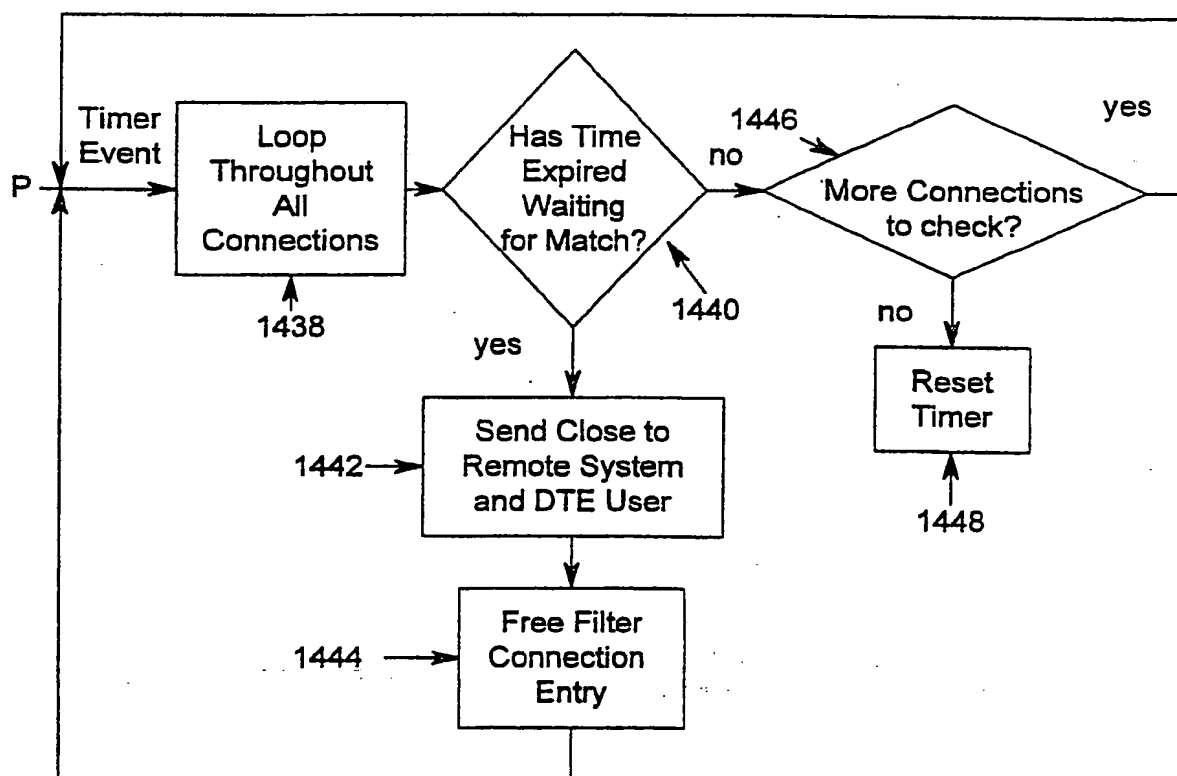 P
Timer
Event
Loop
Throughout
All
Connections
1438
Has Time
Expired
Waiting
for Match?
1440
no
yes
1446
More Connections
to check?
yes
no
Reset
Timer
1448
1442
Send Close to
Remote System
and DTE User
1444
Free Filter
Connection
Entry